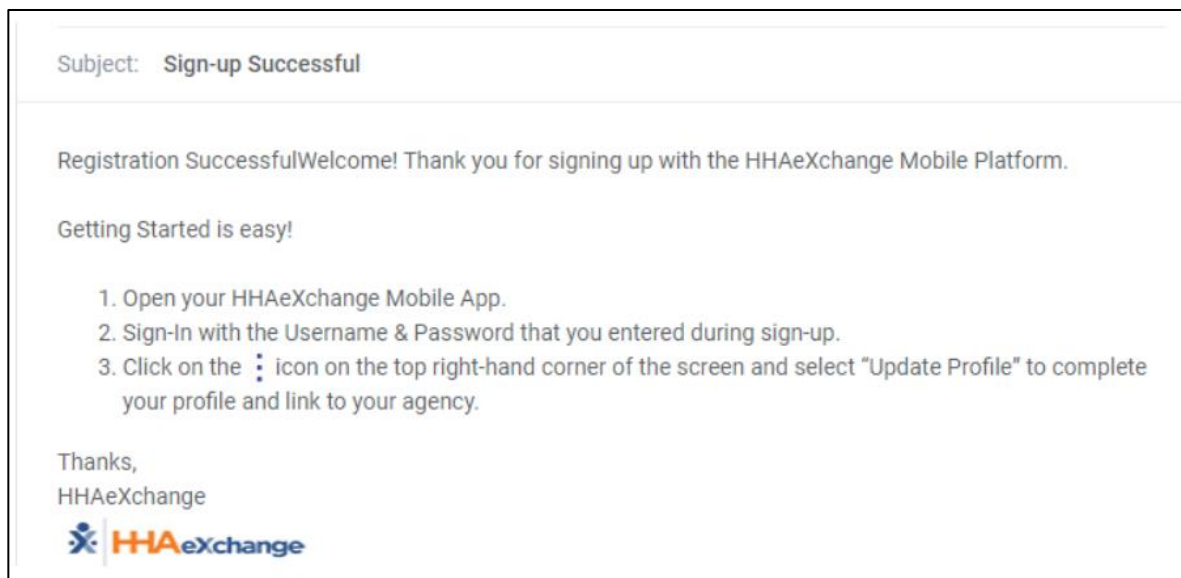 Subject: Sign-up Successful
Registration SuccessfulWelcome! Thank you for signing up with the HHAeXchange Mobile Platform.
Getting Started is easy!
1. Open your HHAeXchange Mobile App.
2. Sign-In with the Username & Password that you entered during sign-up.
3. Click on the ⋮ icon on the top right-hand corner of the screen and select “Update Profile” to complete
your profile and link to your agency.
Thanks,
HHAeXchange
HHAeXchange